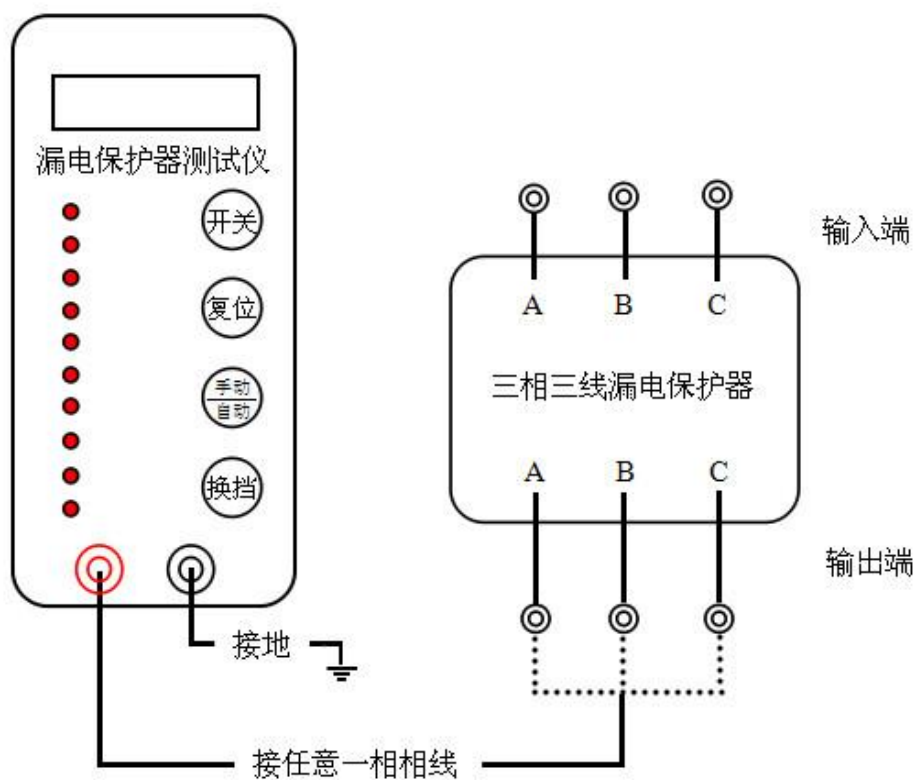 漏电保护器测试仪
开关
复位
手动
自动
换挡
接地
接任意一相相线
输入端
A B C
三相三线漏电保护器
A B C
输出端